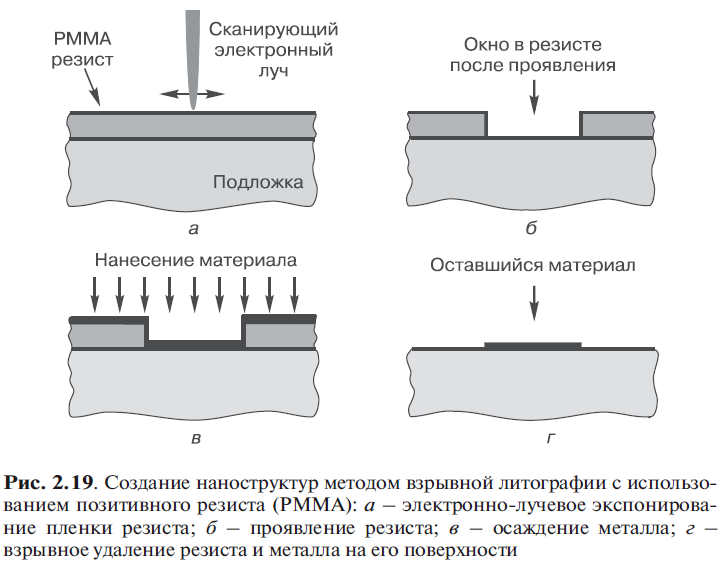 РММА
резист
Сканирующий
электронный
луч
Подложка
а
Окно в резисте
после проявления
б
Нанесение материала
в
Оставшийся материал
г
Рис. 2.19. Создание наноструктур методом взрывной литографии с использо-
ванием позитивного резиста (РММА): а – электронно-лучевое экспонирова-
ние пленки резиста; б – проявление резиста; в – осаждение металла; г –
взрывное удаление резиста и металла на его поверхности